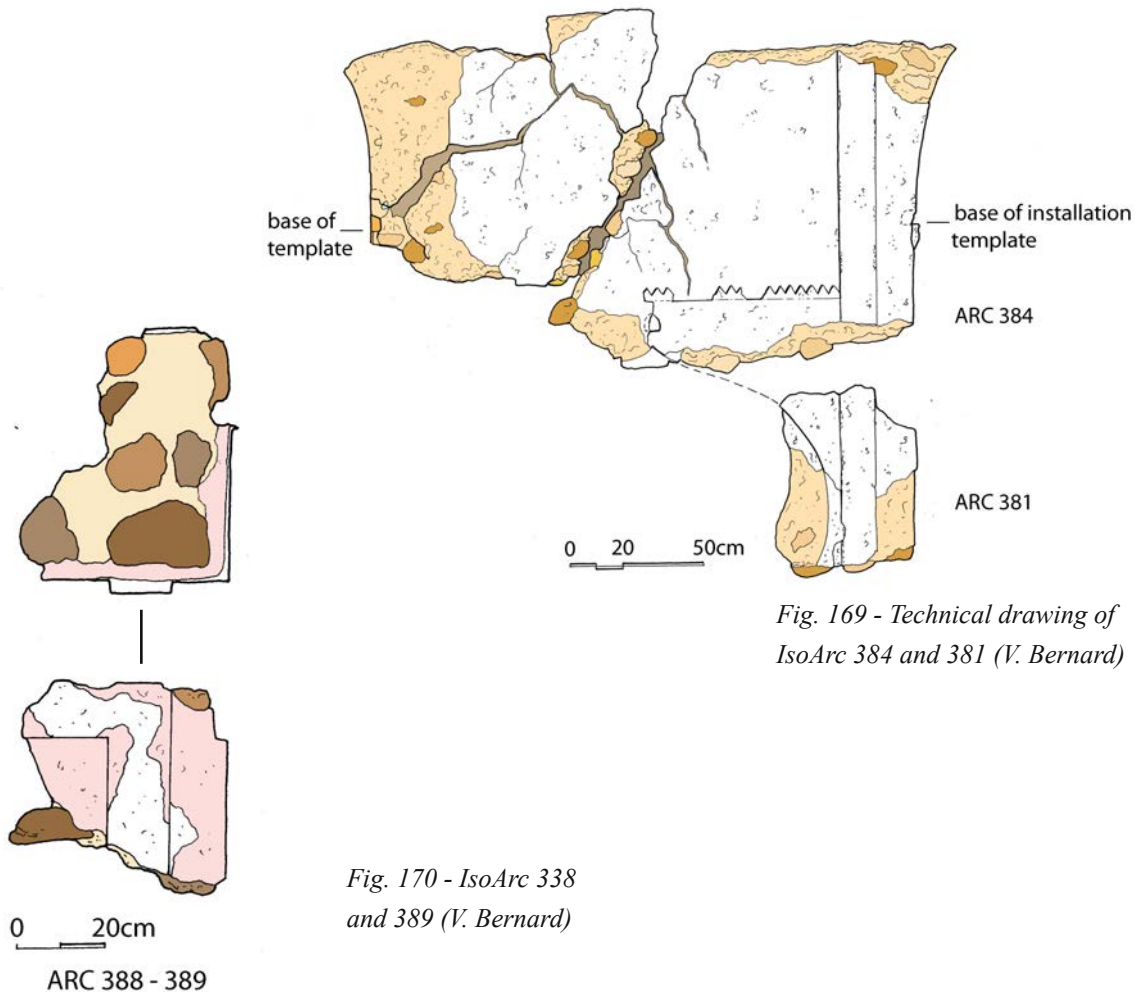 base of
template
base of installation
template
ARC 384
ARC 381
0 20 50cm
Fig. 169 - Technical drawing of
IsoArc 384 and 381 (V. Bernard)
Fig. 170 - IsoArc 338
and 389 (V. Bernard)
0 20cm
ARC 388 - 389